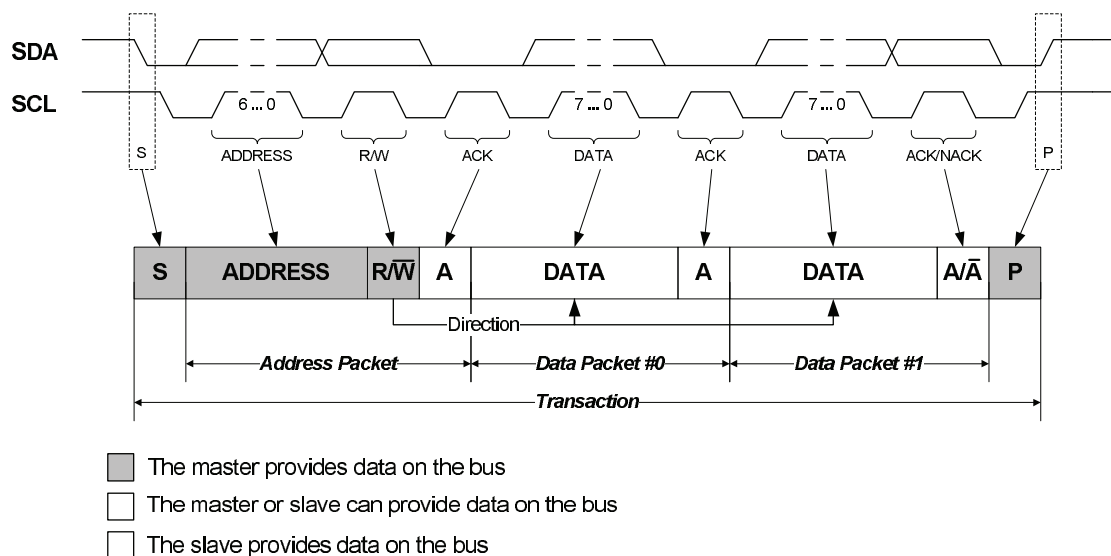 SDA
SCL
6 ... 0
7 ... 0
7 ... 0
S
ADDRESS
R/W
ACK
DATA
ACK
DATA
ACK/NACK
P
S
ADDRESS
R/W̅
A
DATA
A
DATA
A/A̅
P
Direction
Address Packet
Data Packet #0
Data Packet #1
Transaction
The master provides data on the bus
The master or slave can provide data on the bus
The slave provides data on the bus